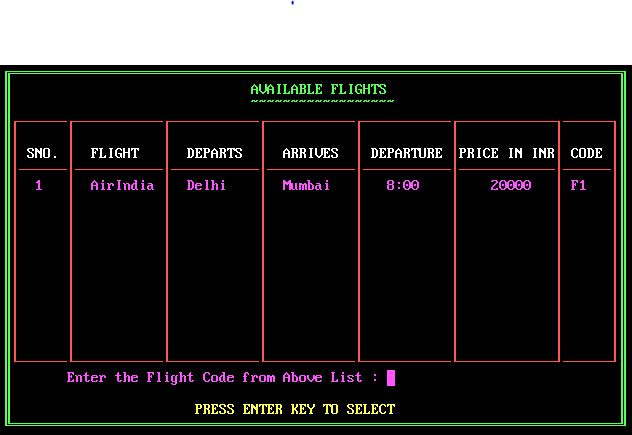 AVAILABLE FLIGHTS
~~~~~~~~~~~~~~~~~~
SNO. FLIGHT DEPARTS ARRIVES DEPARTURE PRICE IN INR CODE
1 AirIndia Delhi Mumbai 8:00 20000 F1
Enter the Flight Code from Above List :
PRESS ENTER KEY TO SELECT